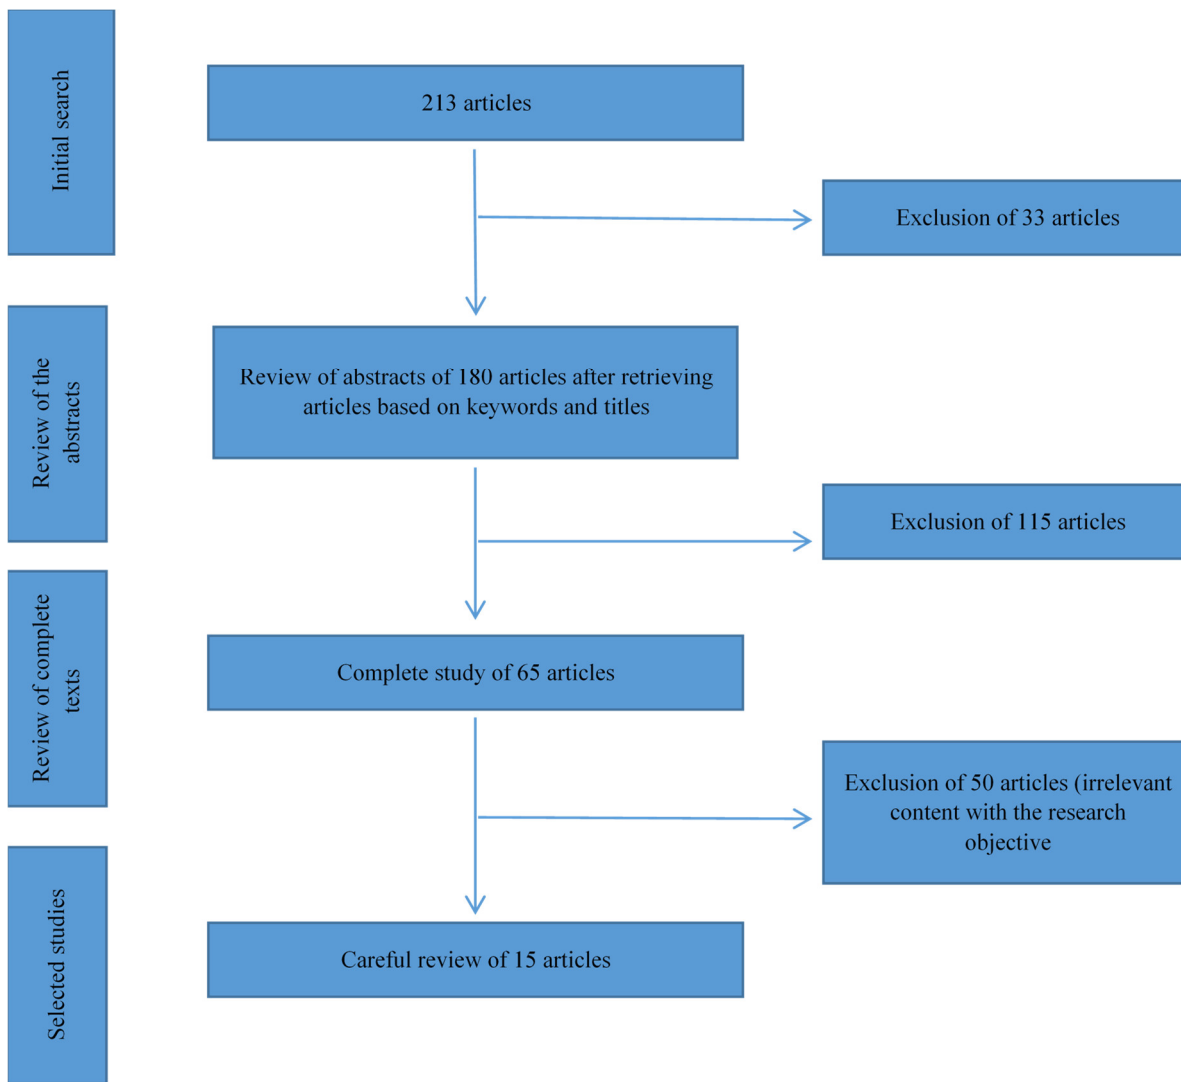 Initial search
213 articles
Exclusion of 33 articles
Review of the
abstracts
Review of abstracts of 180 articles after retrieving
articles based on keywords and titles
Exclusion of 115 articles
Review of complete
texts
Complete study of 65 articles
Exclusion of 50 articles (irrelevant
content with the research
objective
Selected studies
Careful review of 15 articles